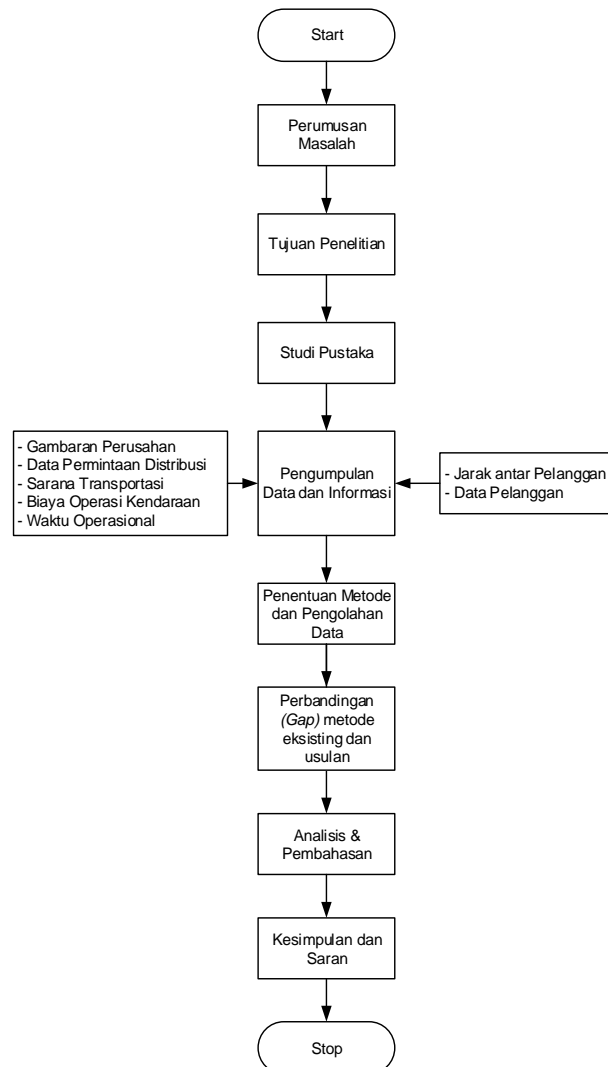 Start
Perumusan
Masalah
Tujuan Penelitian
Studi Pustaka
- Gambaran Perusahan
- Data Permintaan Distribusi
- Sarana Transportasi
- Biaya Operasi Kendaraan
- Waktu Operasional
Pengumpulan
Data dan Informasi
- Jarak antar Pelanggan
- Data Pelanggan
Penentuan Metode
dan Pengolahan
Data
Perbandingan
(Gap) metode
eksisting dan
usulan
Analisis &
Pembahasan
Kesimpulan dan
Saran
Stop